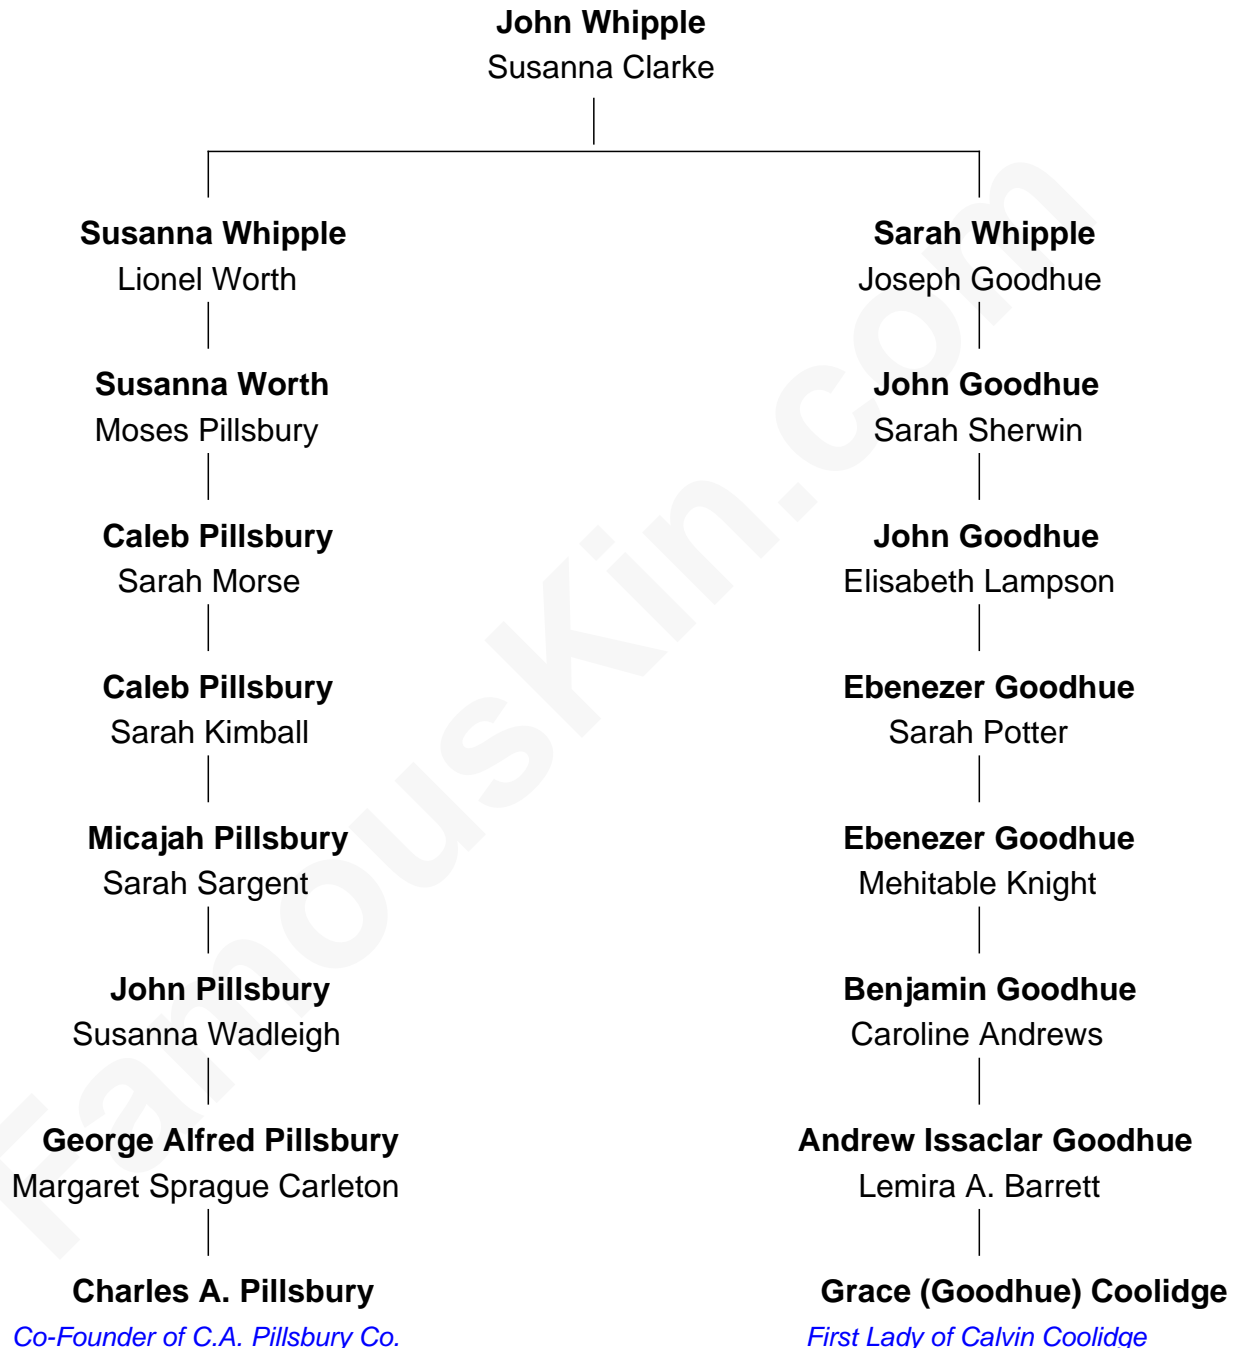 John Whipple
Susanna Clarke
Susanna Whipple
Lionel Worth
Sarah Whipple
Joseph Goodhue
Susanna Worth
Moses Pillsbury
John Goodhue
Sarah Sherwin
Caleb Pillsbury
Sarah Morse
John Goodhue
Elisabeth Lampson
Caleb Pillsbury
Sarah Kimball
Ebenezer Goodhue
Sarah Potter
Micajah Pillsbury
Sarah Sargent
Ebenezer Goodhue
Mehitable Knight
John Pillsbury
Susanna Wadleigh
Benjamin Goodhue
Caroline Andrews
George Alfred Pillsbury
Margaret Sprague Carleton
Andrew Issaclar Goodhue
Lemira A. Barrett
Charles A. Pillsbury
Co-Founder of C.A. Pillsbury Co.
Grace (Goodhue) Coolidge
First Lady of Calvin Coolidge
FamousKin.com